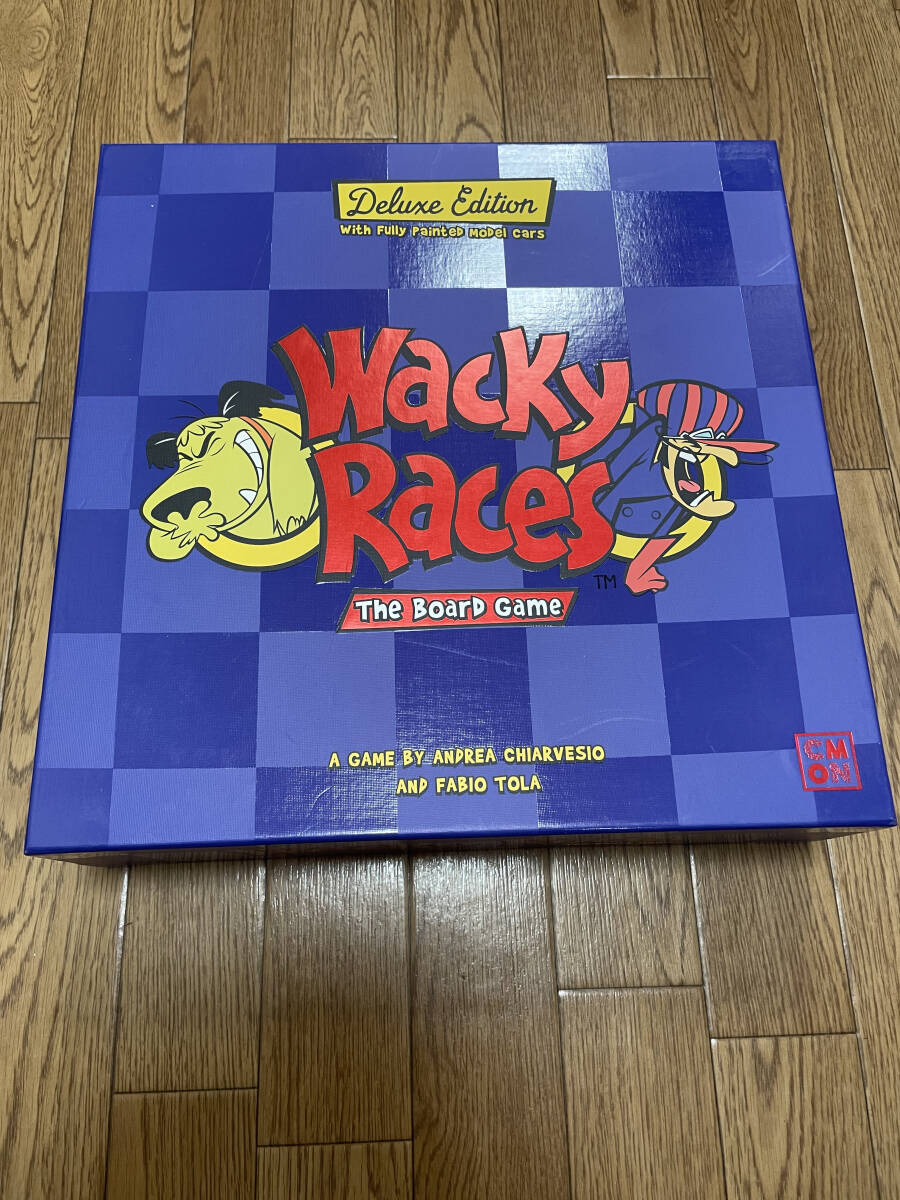 Deluxe Edition
With Fully Painted Model Cars
Wacky
Races
TM
The Board Game
A GAME BY ANDREA CHIARVESIO
AND FABIO TOLA
CM
ON